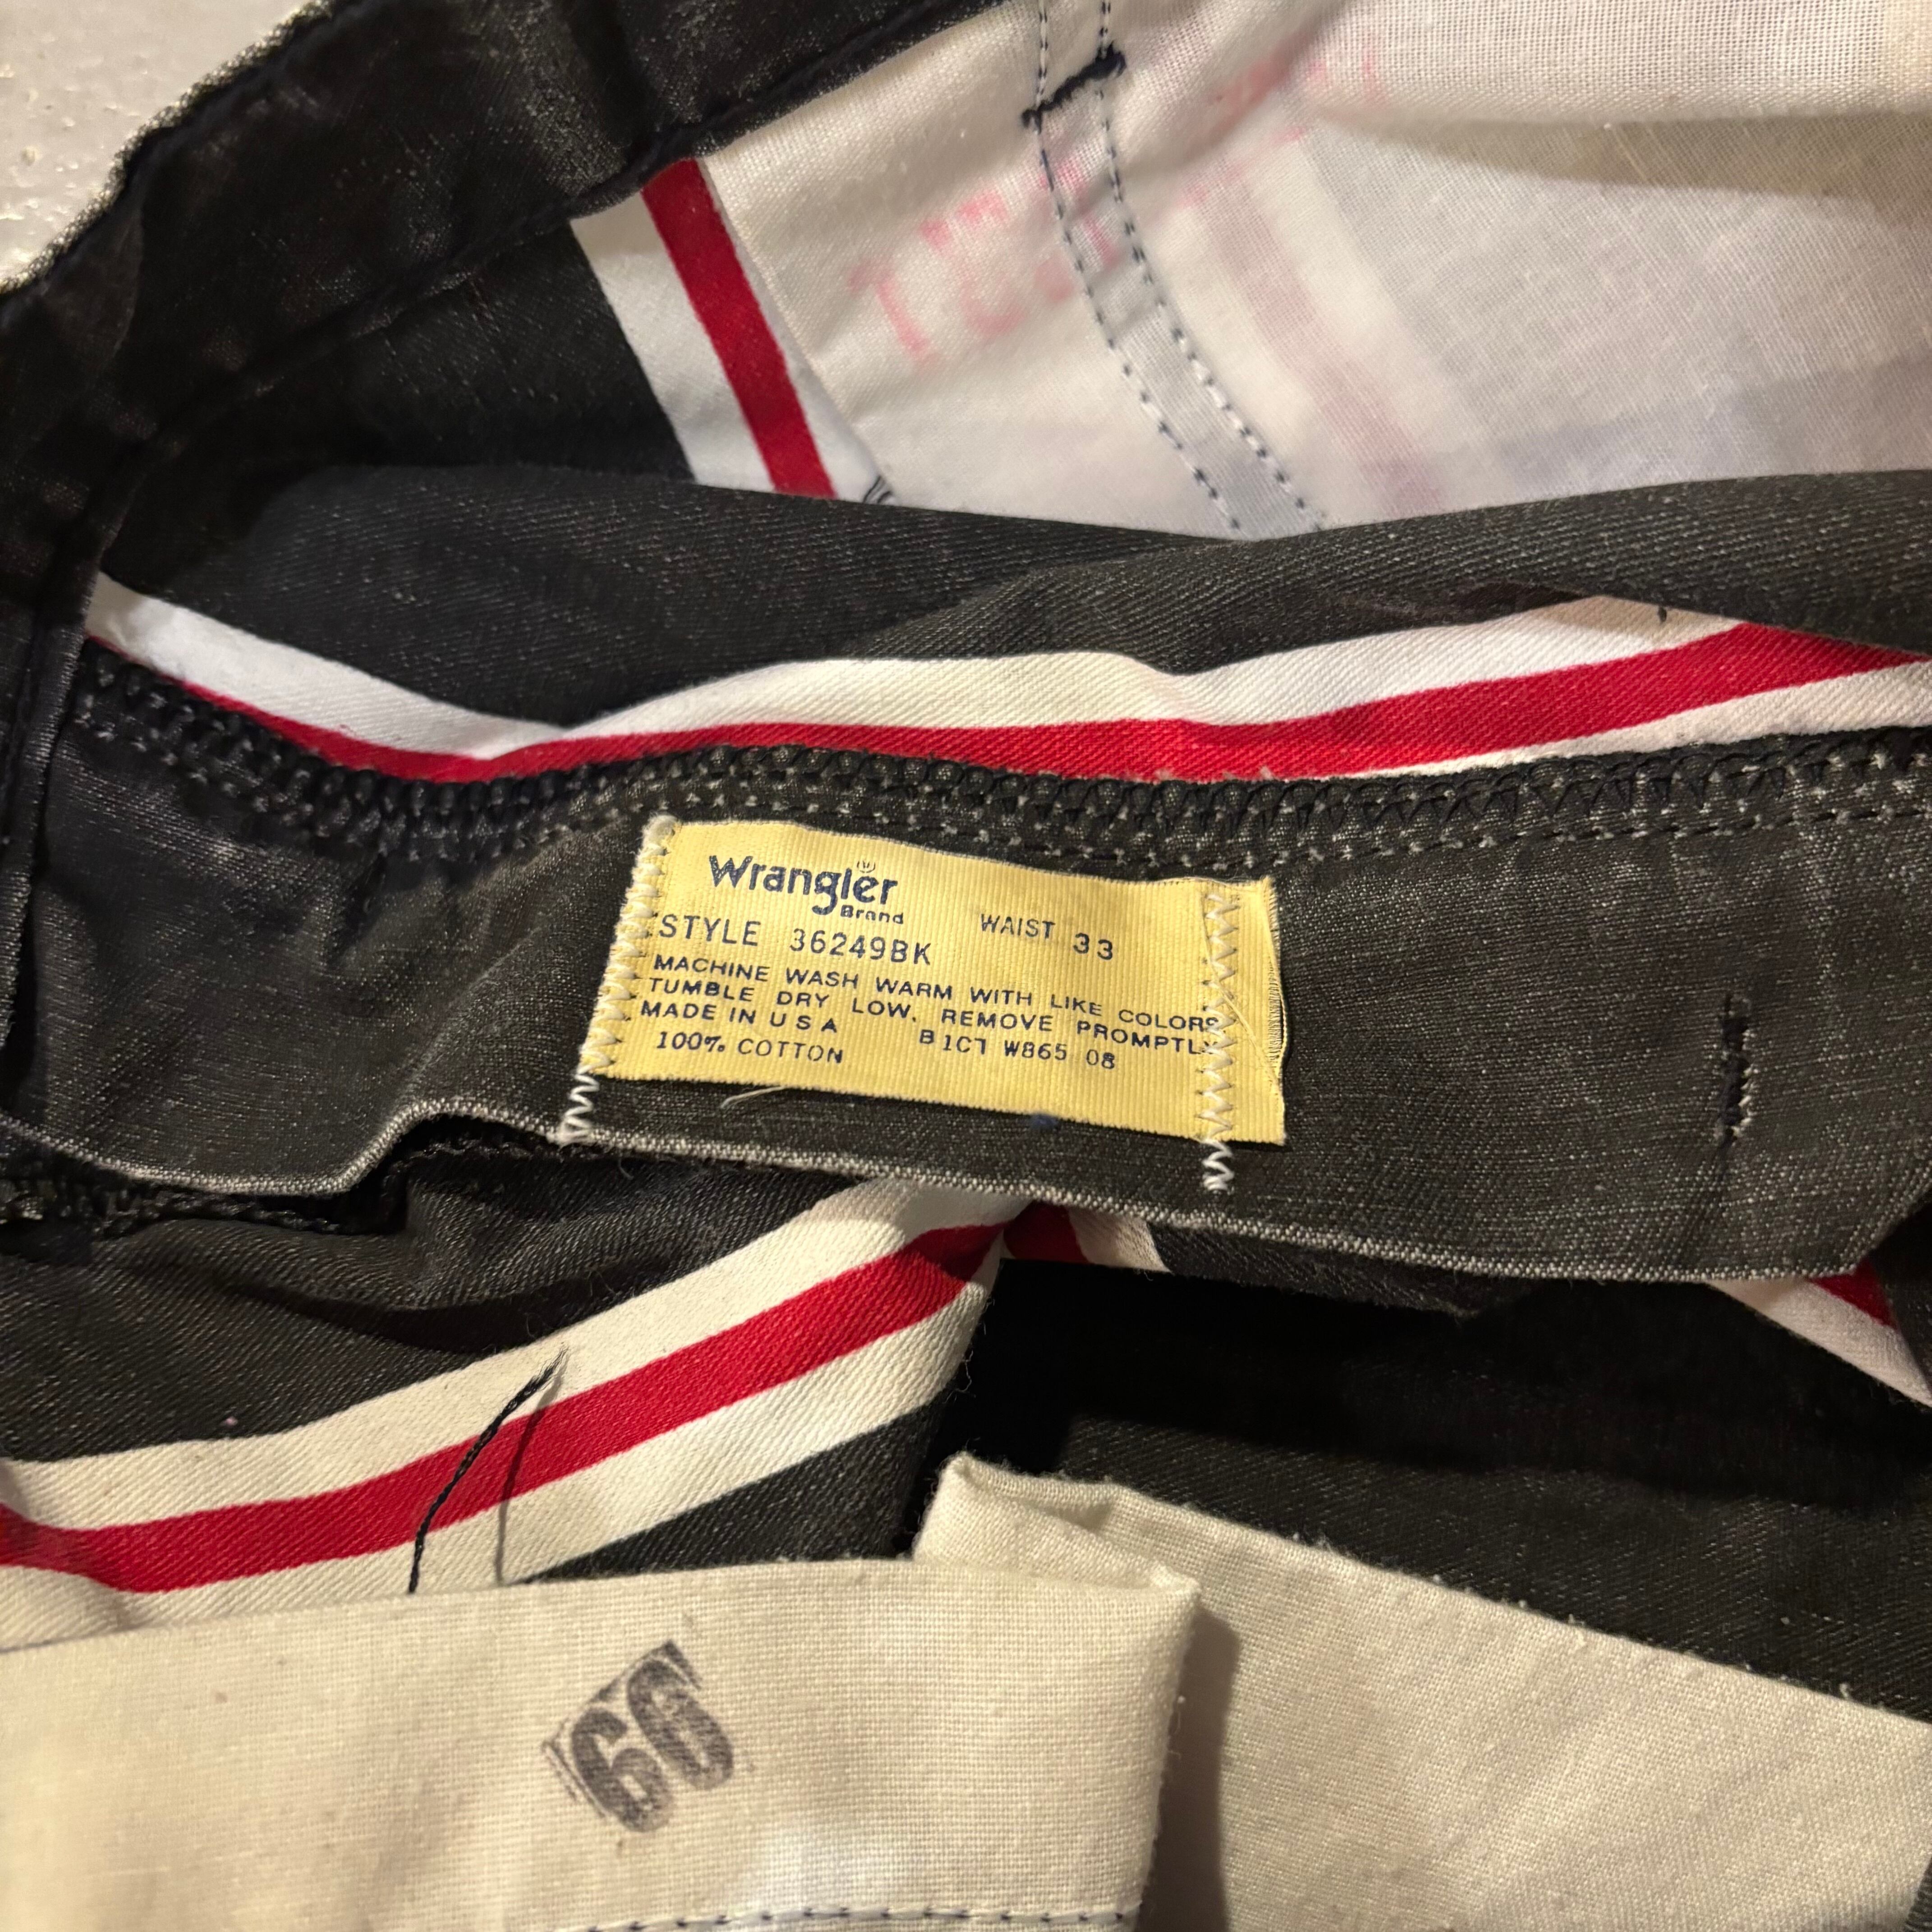 Wrangler
Brand
WAIST 33
STYLE 36249BK
MACHINE WASH WARM WITH LIKE COLORS
TUMBLE DRY LOW. REMOVE PROMPTLY
MADE IN U S A
100% COTTON B1C7 W865 08
66